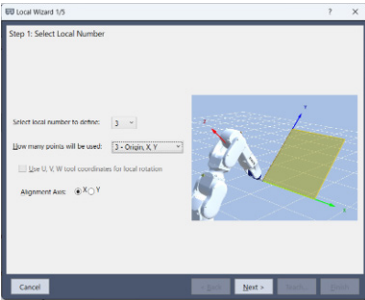 Local Wizard 1/5
? ×
Step 1: Select Local Number
Select local number to define: 3
How many points will be used: 3 - Origin, X, Y
Use U, V, W tool coordinates for local rotation
Alignment Axis: X Y
Cancel
< Back
Next >